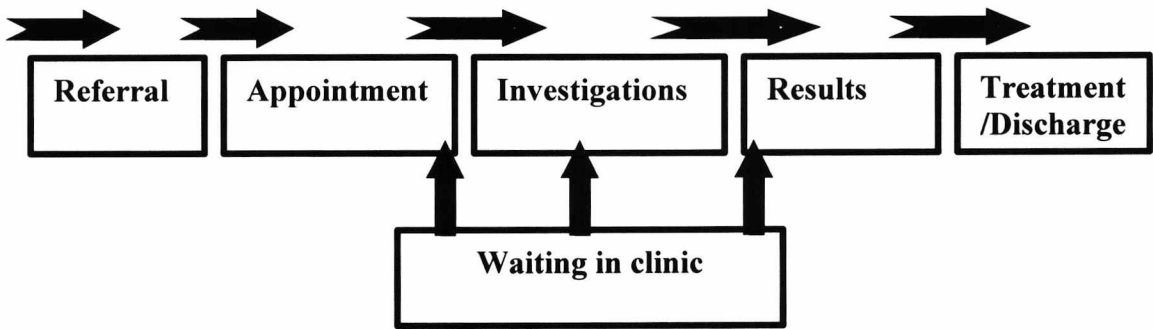 Referral
Appointment
Investigations
Results
Treatment
/Discharge
Waiting in clinic